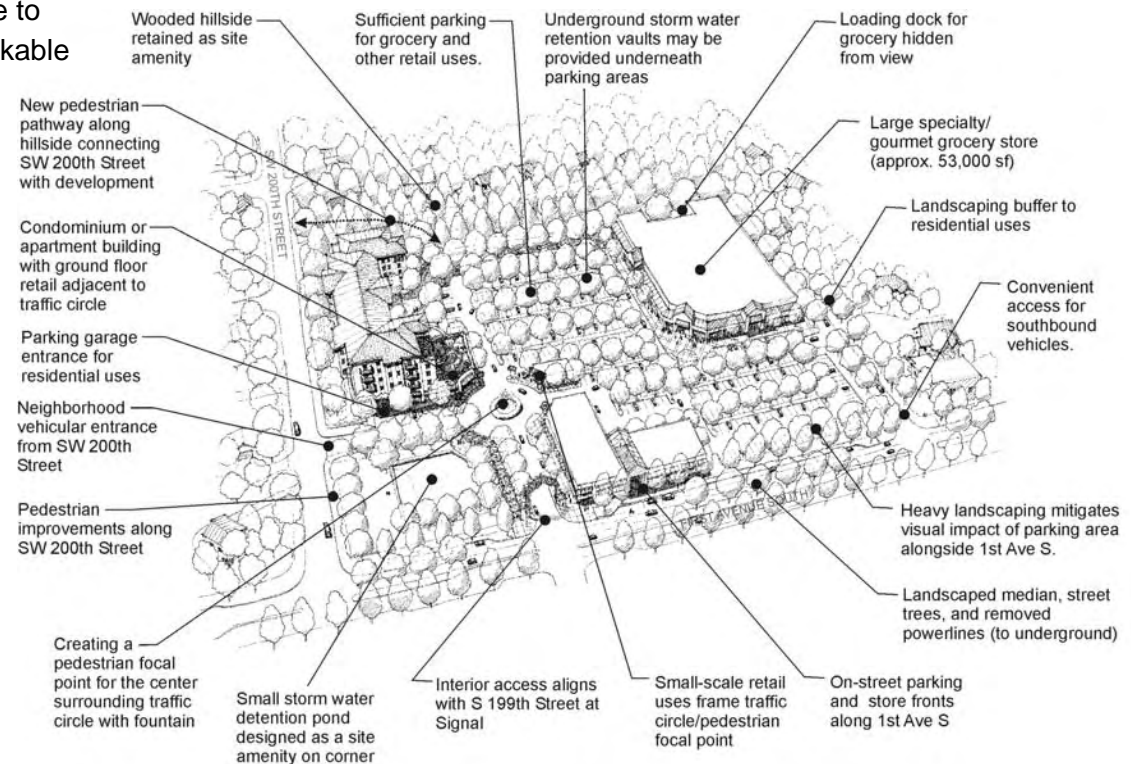 e to
kable
Wooded hillside
retained as site
amenity
Sufficient parking
for grocery and
other retail uses.
Underground storm water
retention vaults may be
provided underneath
parking areas
Loading dock for
grocery hidden
from view
New pedestrian
pathway along
hillside connecting
SW 200th Street
with development
Large specialty/
gourmet grocery store
(approx. 53,000 sf)
SW 200TH STREET
Landscaping buffer to
residential uses
Condominium or
apartment building
with ground floor
retail adjacent to
traffic circle
Convenient
access for
southbound
vehicles.
Parking garage
entrance for
residential uses
Neighborhood
vehicular entrance
from SW 200th
Street
Pedestrian
improvements along
SW 200th Street
AVENUE SOUTH
Heavy landscaping mitigates
visual impact of parking area
alongside 1st Ave S.
Landscaped median, street
trees, and removed
powerlines (to underground)
Creating a
pedestrian focal
point for the center
surrounding traffic
circle with fountain
Small storm water
detention pond
designed as a site
amenity on corner
Interior access aligns
with S 199th Street at
Signal
Small-scale retail
uses frame traffic
circle/pedestrian
focal point
On-street parking
and store fronts
along 1st Ave S